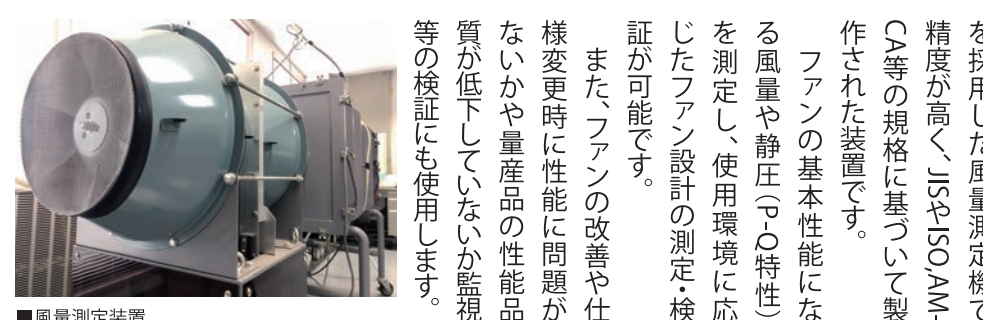 を採用した風量測定機で
精度が高く、JISやISO,AM-
CA等の規格に基づいて製
作された装置です。
ファンの基本性能にな
る風量や静圧(P-Q特性)
を測定し、使用環境に応
じたファン設計の測定・検
証が可能です。
また、ファンの改善や仕
様変更時に性能に問題が
ないかや量産品の性能品
質が低下していないか監視
等の検証にも使用します。
■風量測定装置